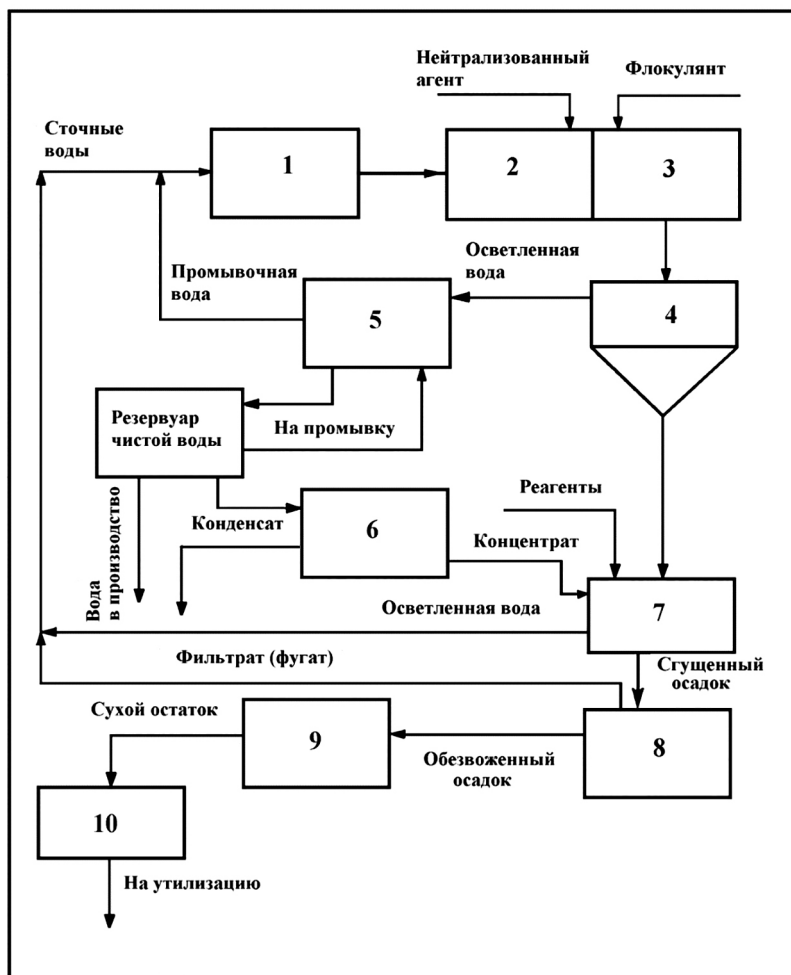 Нейтрализованный
агент
Флокулянт
Сточные
воды
1
2
3
Промывочная
вода
Осветленная
вода
5
4
Резервуар
чистой воды
На промывку
Вода
в производство
Конденсат
6
Реагенты
Концентрат
Осветленная вода
7
Фильтрат (фугат)
Сгущенный
осадок
Сухой остаток
9
Обезвоженный
осадок
8
10
На утилизацию